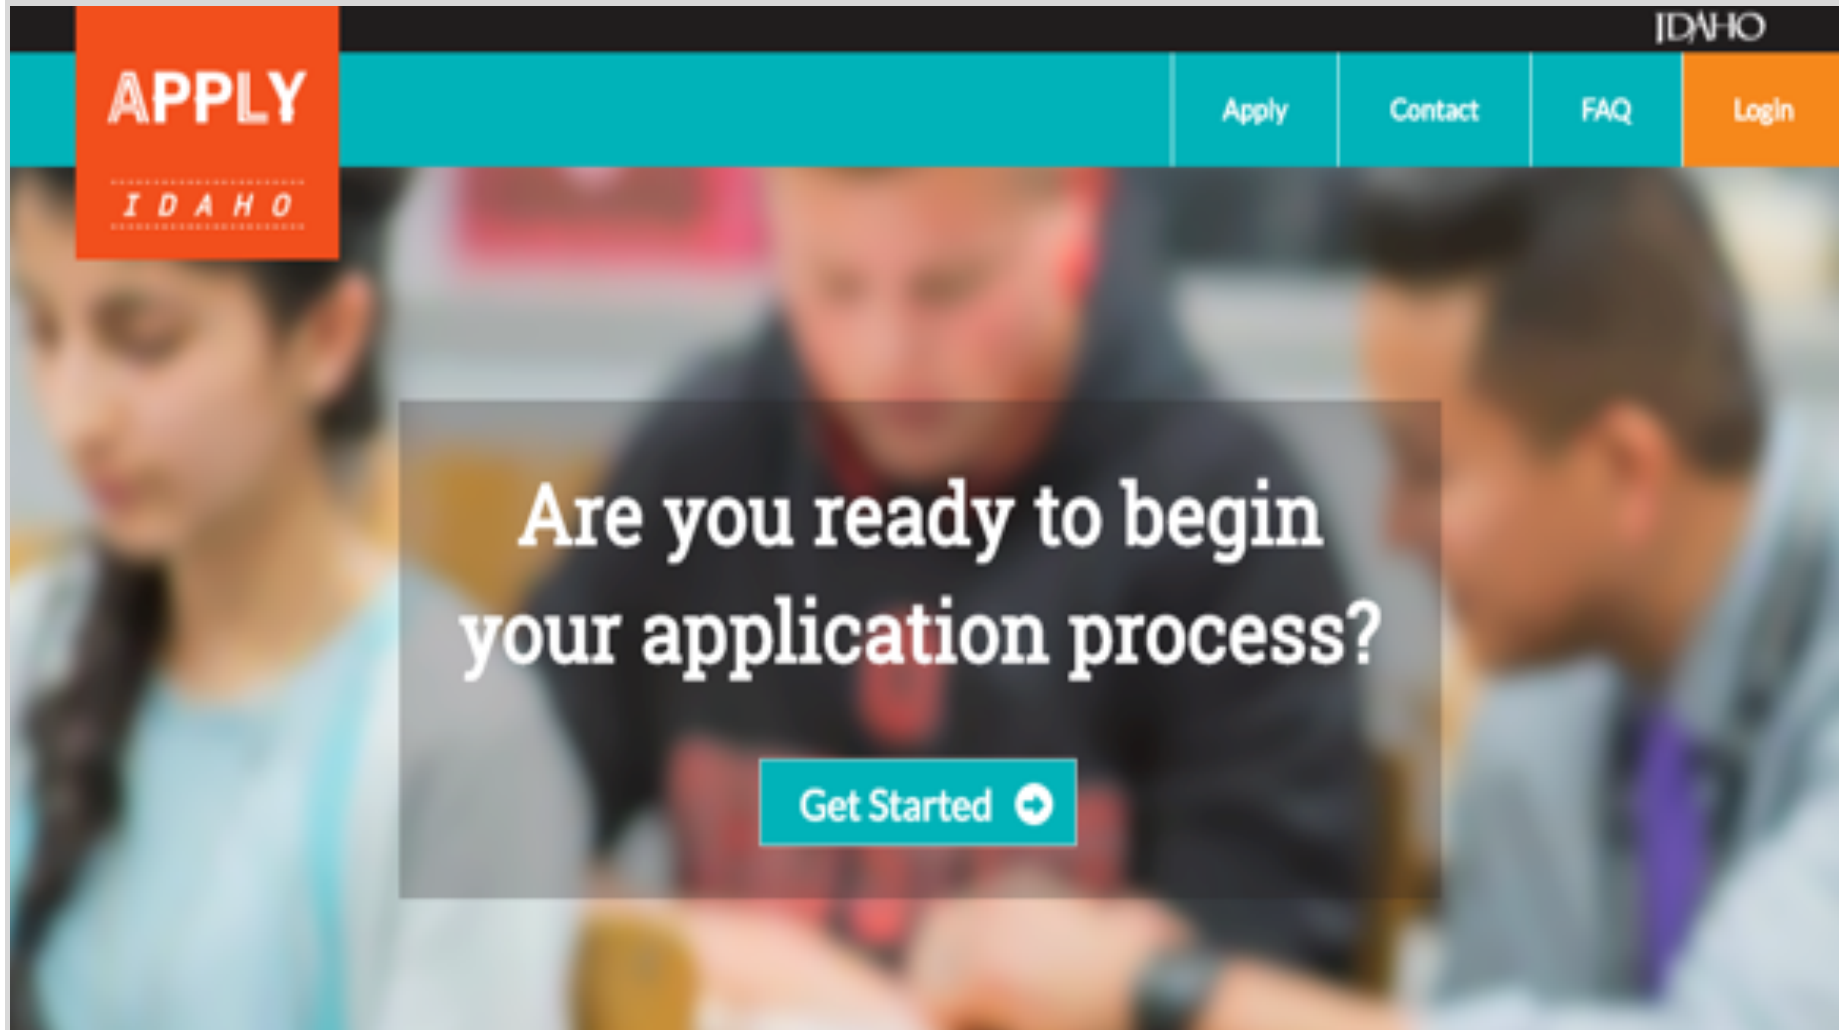 IDAHO
APPLY
IDAHO
Apply
Contact
FAQ
Login
Are you ready to begin
your application process?
Get Started